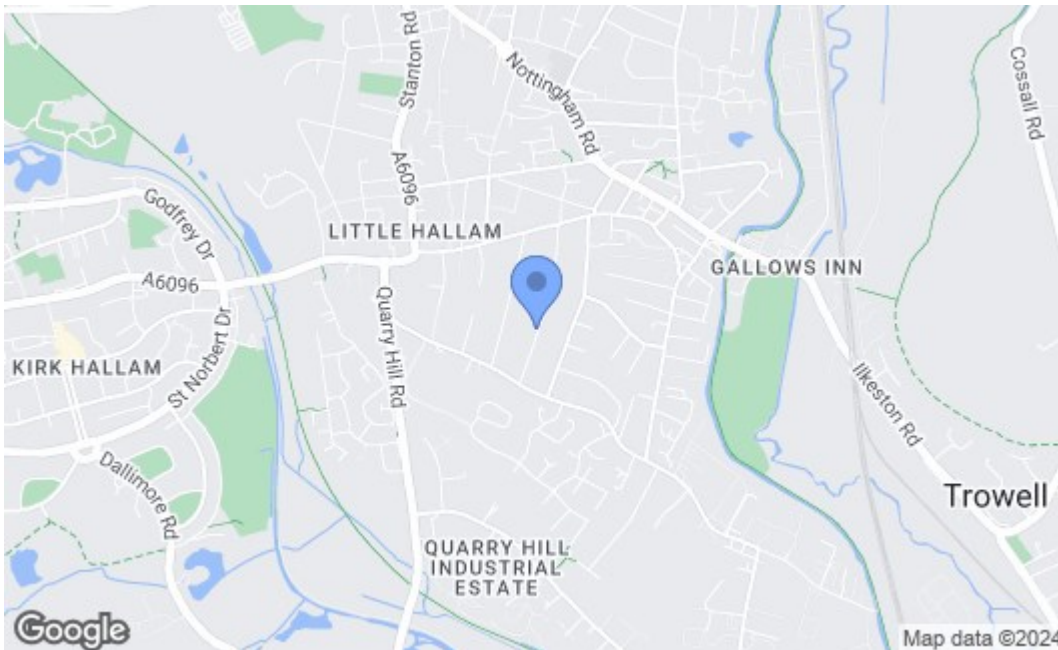 Stanton Rd
Nottingham Rd
Cossall Rd
A6096
Godfrey Dr
LITTLE HALLAM
GALLOWS INN
A6096
Quarry Hill Rd
St Norbert Dr
KIRK HALLAM
Ilkeston Rd
Dallimore Rd
Trowell
QUARRY HILL
INDUSTRIAL
ESTATE
Google
Map data ©2024